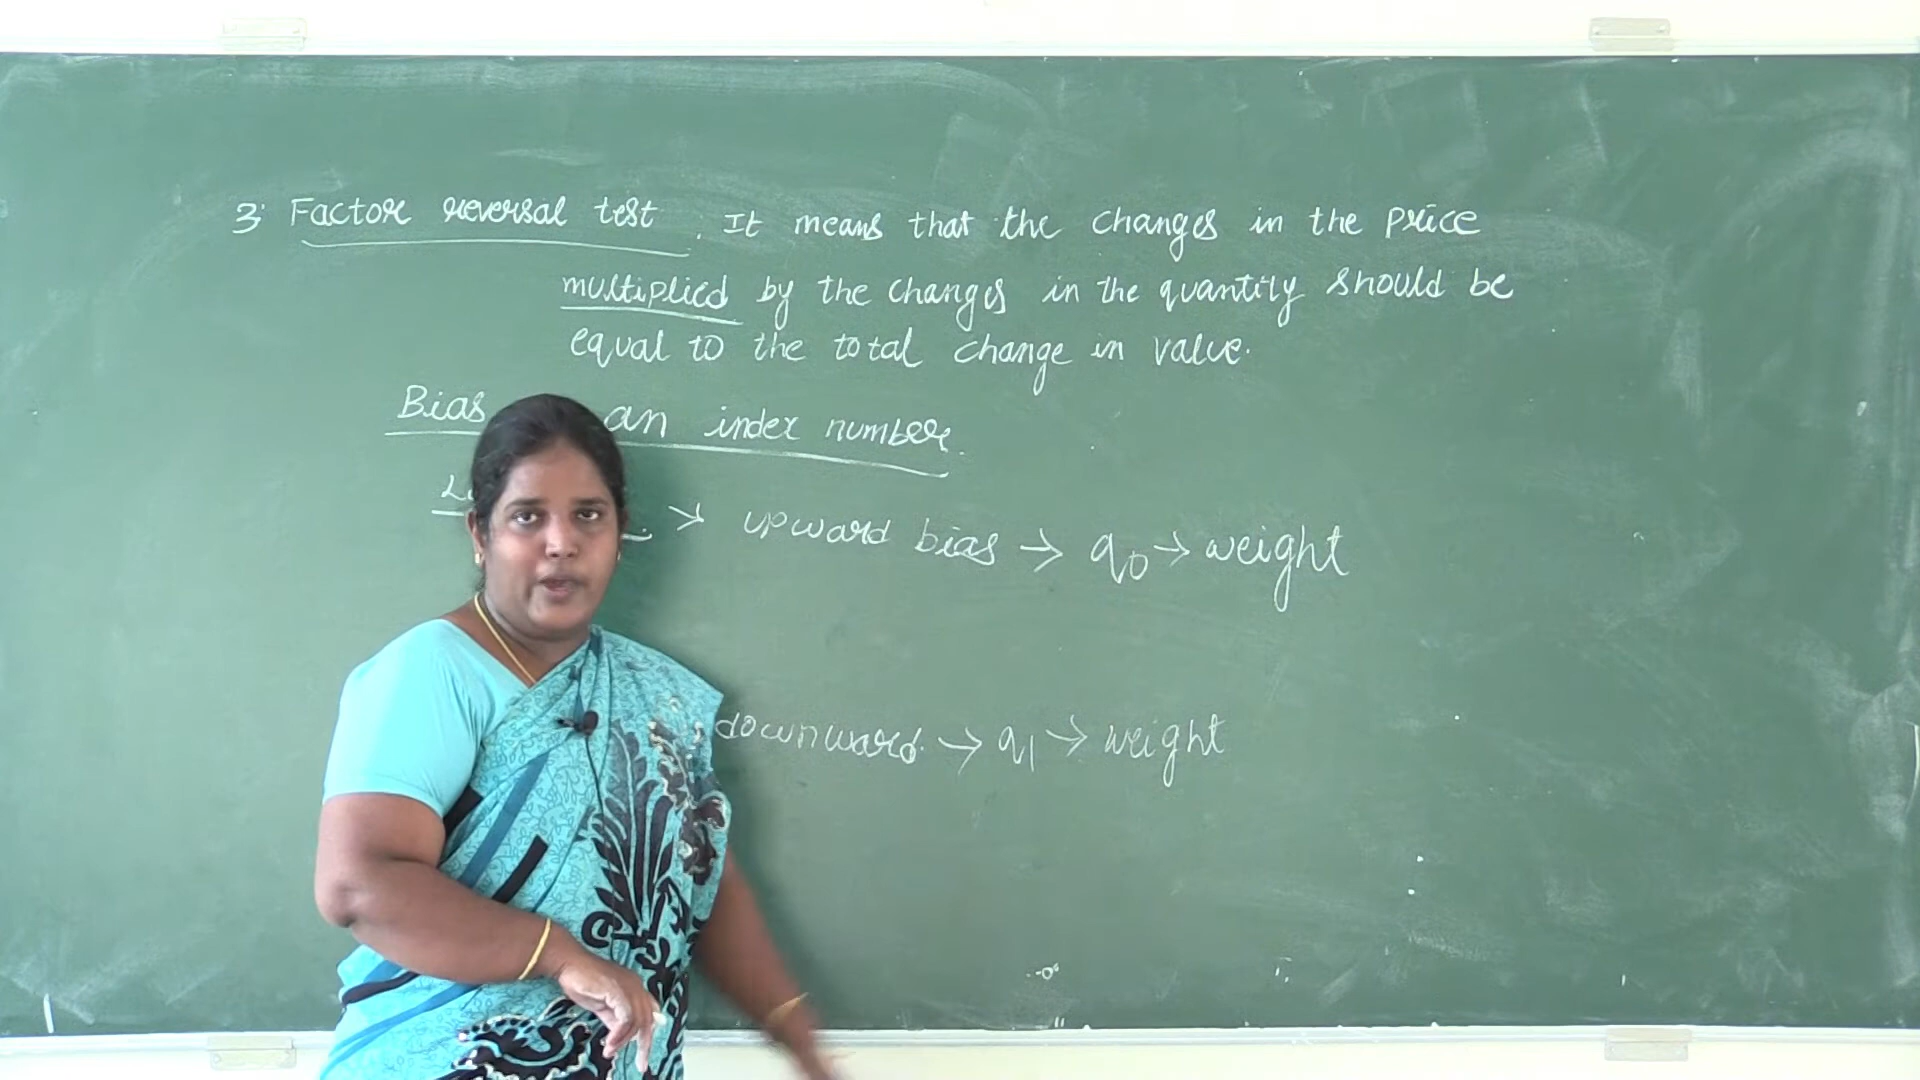 3. Factor reversal test. It means that the changes in the price
multiplied by the changes in the quantity should be
equal to the total change in value.
Bias an index number.
→ upward bias → q0 → weight
downward. → q1 → weight